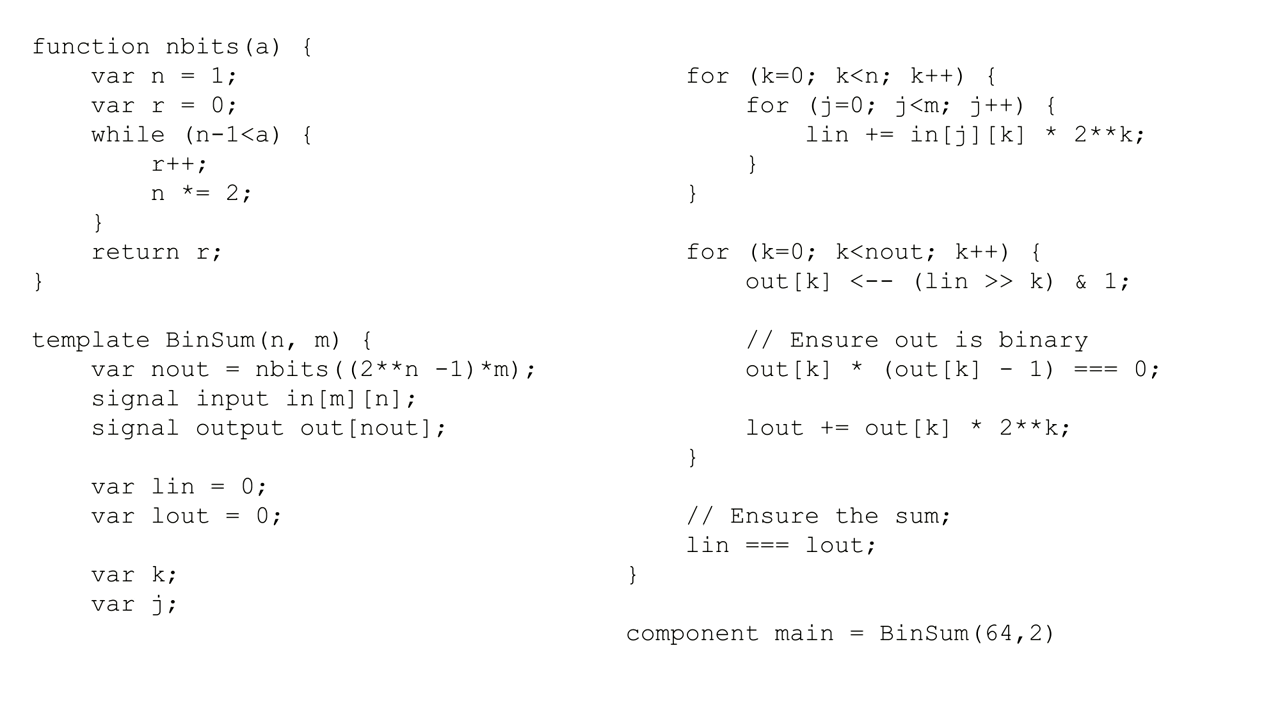 function nbits(a) {
    var n = 1;
    var r = 0;
    while (n-1<a) {
        r++;
        n *= 2;
    }
    return r;
}
template BinSum(n, m) {
    var nout = nbits((2**n -1)*m);
    signal input in[m][n];
    signal output out[nout];
    var lin = 0;
    var lout = 0;
    var k;
    var j;
    for (k=0; k<n; k++) {
        for (j=0; j<m; j++) {
            lin += in[j][k] * 2**k;
        }
    }
    for (k=0; k<nout; k++) {
        out[k] <-- (lin >> k) & 1;
        // Ensure out is binary
        out[k] * (out[k] - 1) === 0;
        lout += out[k] * 2**k;
    }
    // Ensure the sum;
    lin === lout;
}
component main = BinSum(64,2)